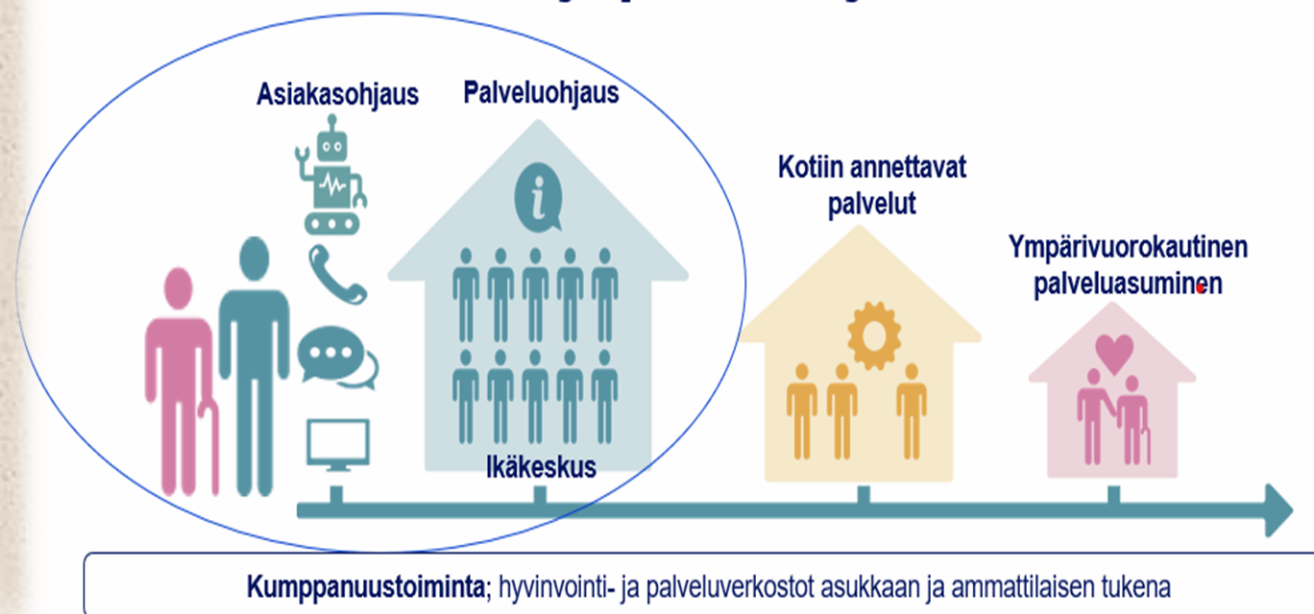 Asiakasohjaus
Palveluohjaus
Kotiin annettavat
palvelut
Ympärivuorokautinen
palveluasuminen
i
Ikäkeskus
Kumppanuustoiminta; hyvinvointi- ja palveluverkostot asukkaan ja ammattilaisen tukena